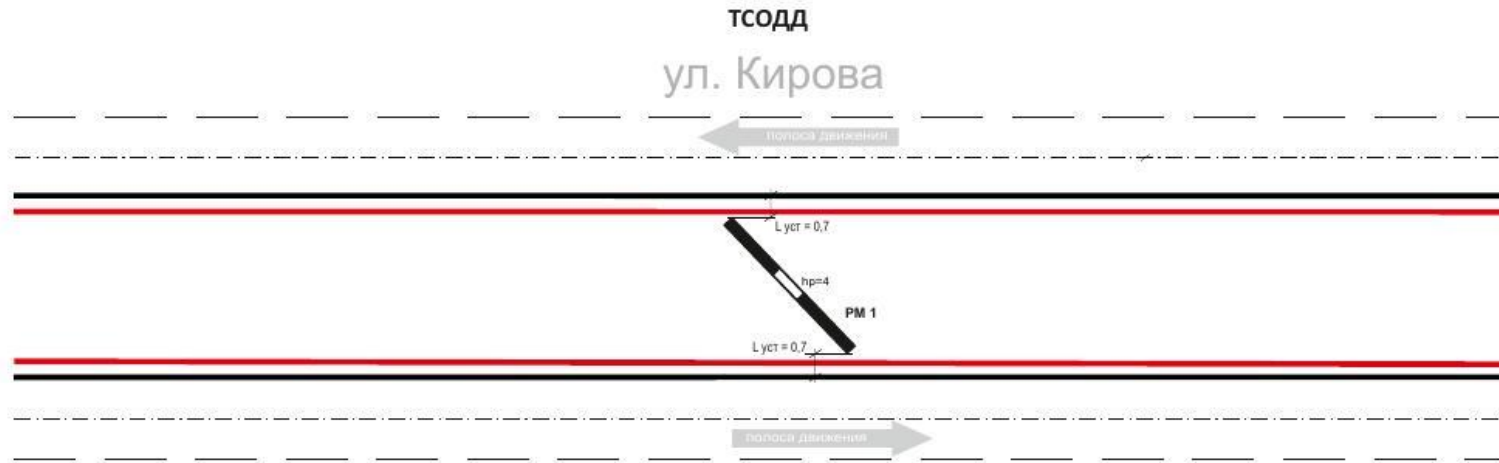 ТСОДД
ул. Кирова
полоса движения
L уст = 0,7
hp=4
РМ 1
L уст = 0,7
полоса движения